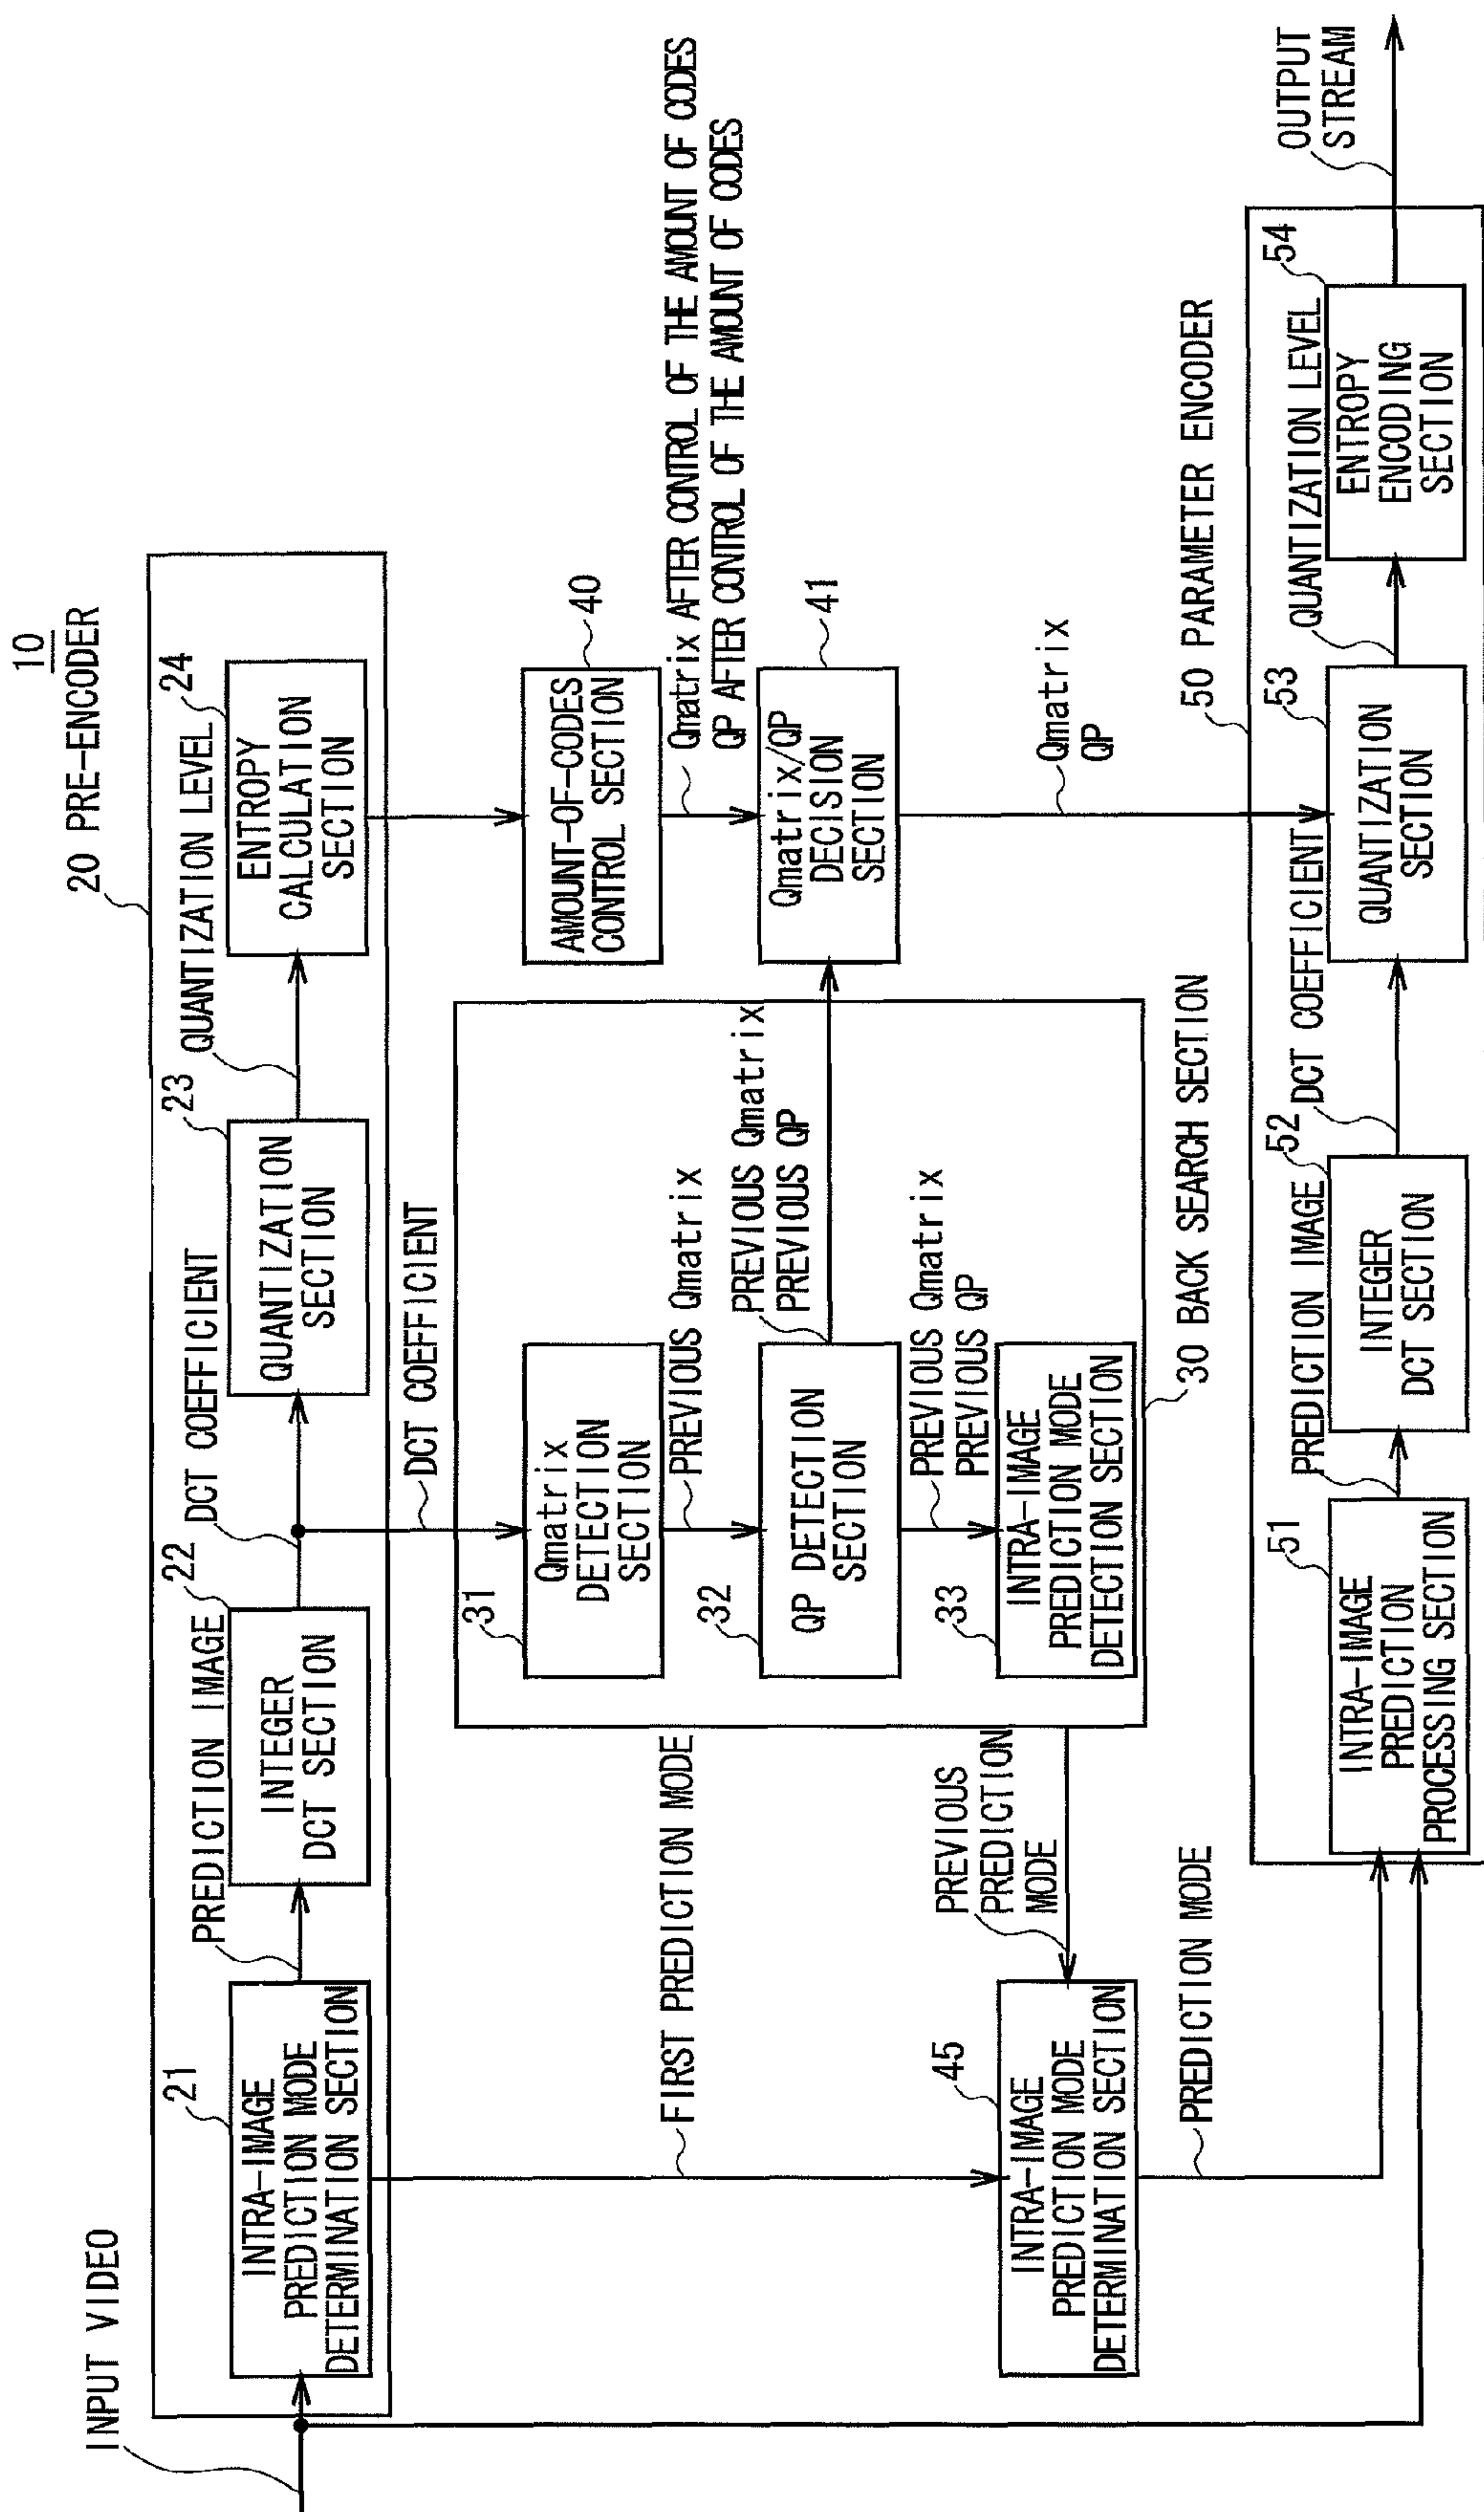 10
20 PRE-ENCODER
INPUT VIDEO
21
INTRA-IMAGE
PREDICTION MODE
DETERMINATION SECTION
PREDICTION IMAGE
22
INTEGER
DCT SECTION
DCT COEFFICIENT
23
QUANTIZATION
SECTION
QUANTIZATION LEVEL
24
ENTROPY
CALCULATION
SECTION
DCT COEFFICIENT
31
Qmatrix
DETECTION
SECTION
PREVIOUS Qmatrix
32
QP DETECTION
SECTION
PREVIOUS Qmatrix
PREVIOUS QP
PREVIOUS Qmatrix
PREVIOUS QP
33
INTRA-IMAGE
PREDICTION MODE
DETECTION SECTION
30 BACK SEARCH SECTION
40
AMOUNT-OF-CODES
CONTROL SECTION
Qmatrix AFTER CONTROL OF THE AMOUNT OF CODES
QP AFTER CONTROL OF THE AMOUNT OF CODES
41
Qmatrix/QP
DECISION
SECTION
Qmatrix
QP
FIRST PREDICTION MODE
PREVIOUS
PREDICTION
MODE
45
INTRA-IMAGE
PREDICTION MODE
DETERMINATION SECTION
PREDICTION MODE
50 PARAMETER ENCODER
51
INTRA-IMAGE
PREDICTION
PROCESSING SECTION
PREDICTION IMAGE
52
INTEGER
DCT SECTION
DCT COEFFICIENT
53
QUANTIZATION
SECTION
QUANTIZATION LEVEL
54
ENTROPY
ENCODING
SECTION
OUTPUT
STREAM